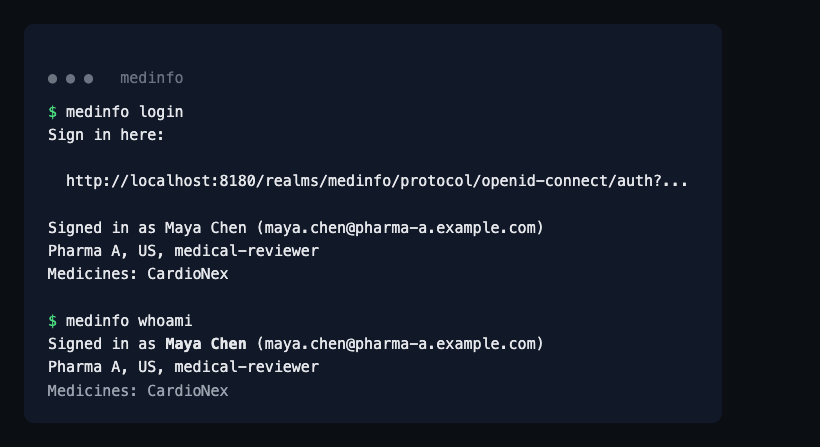 medinfo
$ medinfo login
Sign in here:
http://localhost:8180/realms/medinfo/protocol/openid-connect/auth?...
Signed in as Maya Chen (maya.chen@pharma-a.example.com)
Pharma A, US, medical-reviewer
Medicines: CardioNex
$ medinfo whoami
Signed in as Maya Chen (maya.chen@pharma-a.example.com)
Pharma A, US, medical-reviewer
Medicines: CardioNex